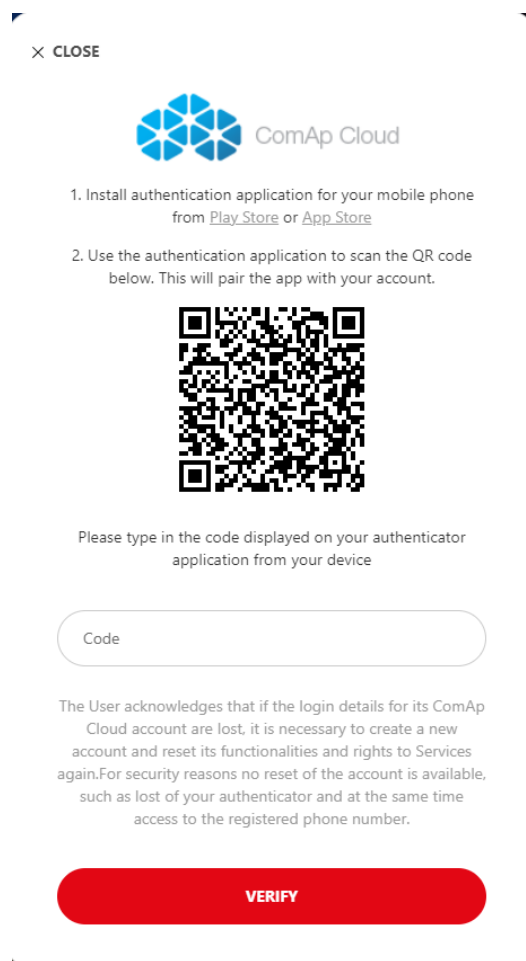 CLOSE
ComAp Cloud
1. Install authentication application for your mobile phone
from Play Store or App Store
2. Use the authentication application to scan the QR code
below. This will pair the app with your account.
Please type in the code displayed on your authenticator
application from your device
Code
The User acknowledges that if the login details for its ComAp
Cloud account are lost, it is necessary to create a new
account and reset its functionalities and rights to Services
again.For security reasons no reset of the account is available,
such as lost of your authenticator and at the same time
access to the registered phone number.
VERIFY